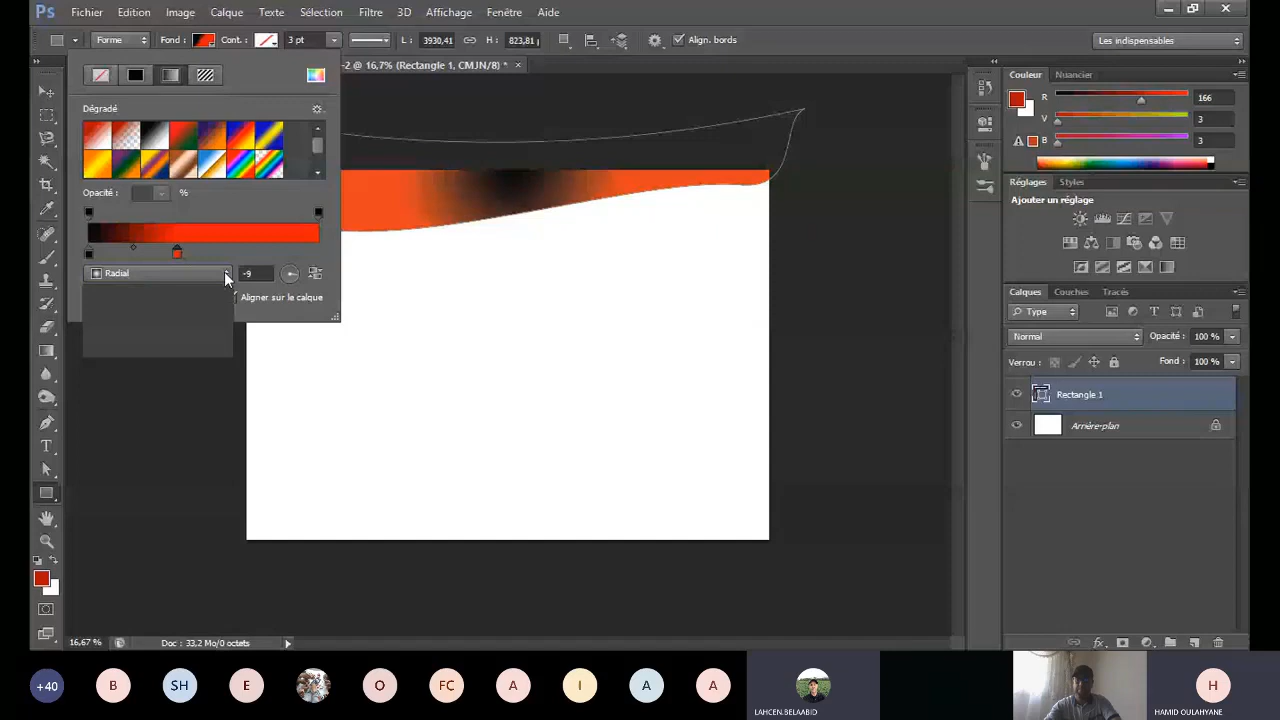 Ps Fichier Edition Image Calque Texte Sélection Filtre 3D Affichage Fenêtre Aide
Forme Fond : Cont. : 3 pt L : 3930,41 H : 823,81 Align. bords Les indispensables
-2 @ 16,7% (Rectangle 1, CMJN/8) * ×
Dégradé
Opacité : %
Radial -9
Aligner sur le calque
Couleur Nuancier
R 166
V 3
B 3
Réglages Styles
Ajouter un réglage
Calques Couches Tracés
Type
Normal Opacité : 100 %
Verrou : Fond : 100 %
Rectangle 1
Arrière-plan
16,67 % Doc : 33,2 Mo/0 octets
+40 B SH E O FC A I A A H
LAHCEN.BELAABID HAMID OULAHYANE